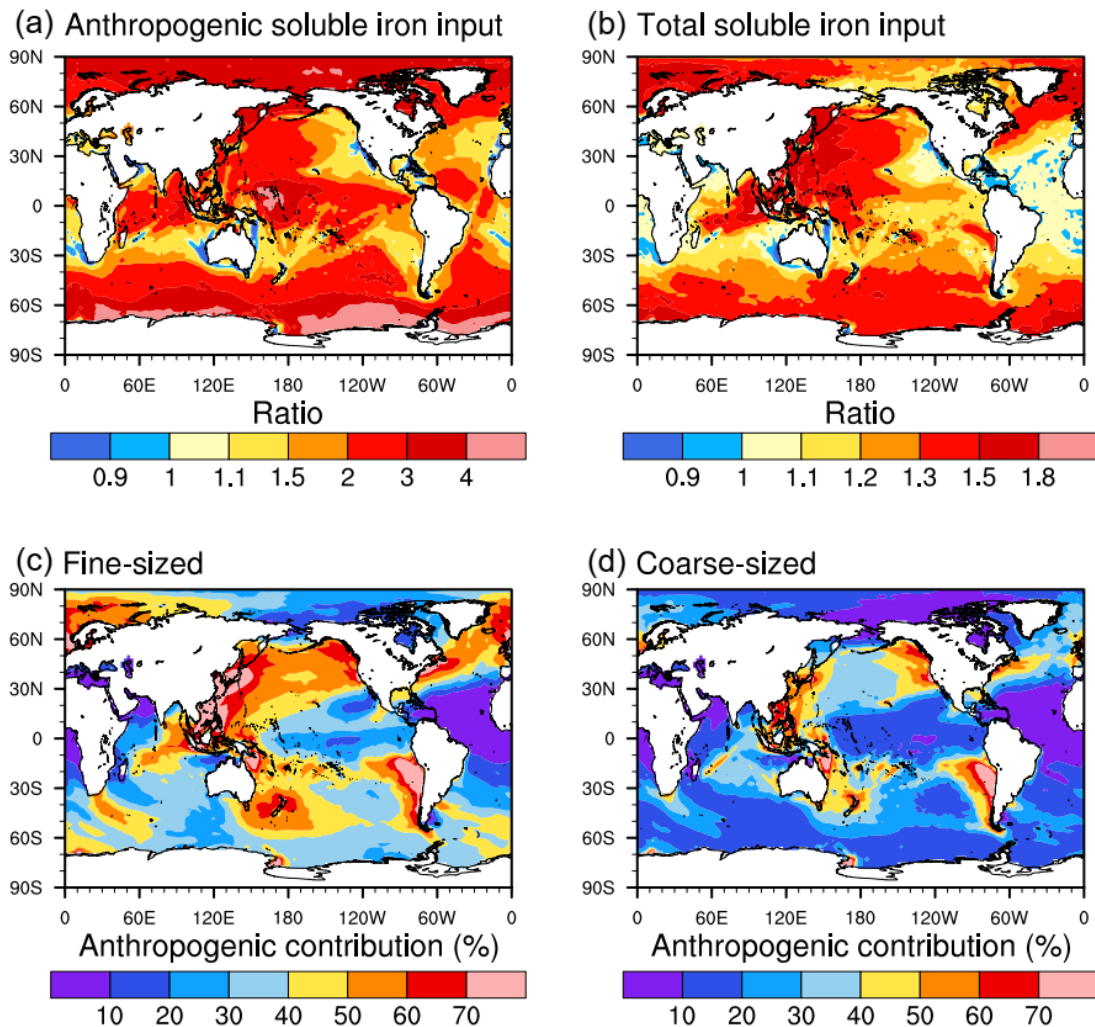 (a) Anthropogenic soluble iron input
90N
60N
30N
0
30S
60S
90S
0 60E 120E 180 120W 60W 0
Ratio
0.9 1 1.1 1.5 2 3 4
(b) Total soluble iron input
90N
60N
30N
0
30S
60S
90S
0 60E 120E 180 120W 60W 0
Ratio
0.9 1 1.1 1.2 1.3 1.5 1.8
(c) Fine-sized
90N
60N
30N
0
30S
60S
90S
0 60E 120E 180 120W 60W 0
Anthropogenic contribution (%)
10 20 30 40 50 60 70
(d) Coarse-sized
90N
60N
30N
0
30S
60S
90S
0 60E 120E 180 120W 60W 0
Anthropogenic contribution (%)
10 20 30 40 50 60 70